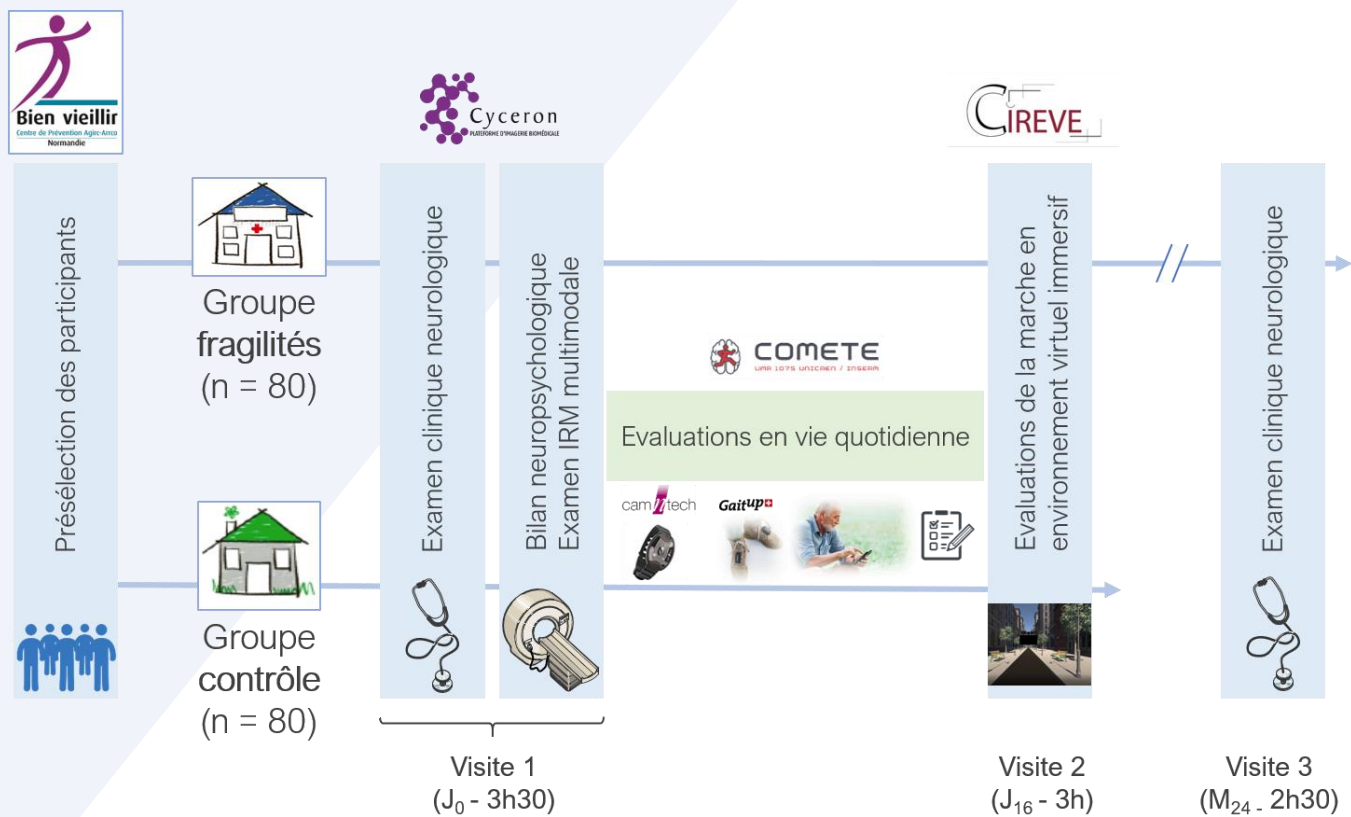 Bien vieillir
Centre de Prévention Agirc-Arrco
Normandie
Cyceron
PLATEFORME D'IMAGERIE BIOMÉDICALE
CIREVE
Présélection des participants
Groupe
fragilités
(n = 80)
Groupe
contrôle
(n = 80)
Examen clinique neurologique
Bilan neuropsychologique
Examen IRM multimodale
COMETE
UMR 1075 UNICAEN / INSERM
Evaluations en vie quotidienne
camntech
Gaitup
Evaluations de la marche en
environnement virtuel immersif
Examen clinique neurologique
Visite 1
(J0 - 3h30)
Visite 2
(J16 - 3h)
Visite 3
(M24 - 2h30)